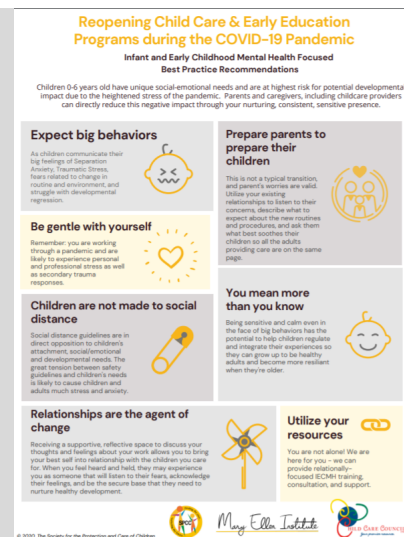 Reopening Child Care & Early Education
Programs during the COVID-19 Pandemic
Infant and Early Childhood Mental Health Focused
Best Practice Recommendations
Children 0-6 years old have unique social-emotional needs and are at highest risk for potential developmental
impact due to the heightened stress of the pandemic. Parents and caregivers, including childcare providers
can directly reduce this negative impact through your nurturing, consistent, sensitive presence.
Expect big behaviors
As children communicate their
big feelings of Separation
Anxiety, Traumatic Stress,
fears related to change in
routine and environment, and
struggle with developmental
regression.
Prepare parents to
prepare their
children
This is not a typical transition,
and parent's worries are valid.
Utilize your existing
relationships to listen to their
concerns, describe what to
expect about the new routines
and procedures, and ask them
what best soothes their
children so all the adults
providing care are on the same
page.
Be gentle with yourself
Remember: you are working
through a pandemic and are
likely to experience personal
and professional stress as well
as secondary trauma
responses.
Children are not made to social
distance
Social distance guidelines are in
direct opposition to children's
attachment, social/emotional
and developmental needs. The
great tension between safety
guidelines and children's needs
is likely to cause children and
adults much stress and anxiety.
You mean more
than you know
Being sensitive and calm even in
the face of big behaviors has the
potential to help children regulate
and integrate their experiences so
they can grow up to be healthy
adults and become more resilient
when they're older.
Relationships are the agent of
change
Receiving a supportive, reflective space to discuss your
thoughts and feelings about your work allows you to bring
your best self into relationship with the children you care
for. When you feel heard and held, they may experience
you as someone that will listen to their fears, acknowledge
their feelings, and be the secure base that they need to
nurture healthy development.
Utilize your
resources
You are not alone! We are
here for you - we can
provide relationally-
focused IECMH training,
consultation, and support.
SPCC
Mary Ellen Institute
CHILD CARE COUNCIL
© 2020, The Society for the Protection and Care of Children